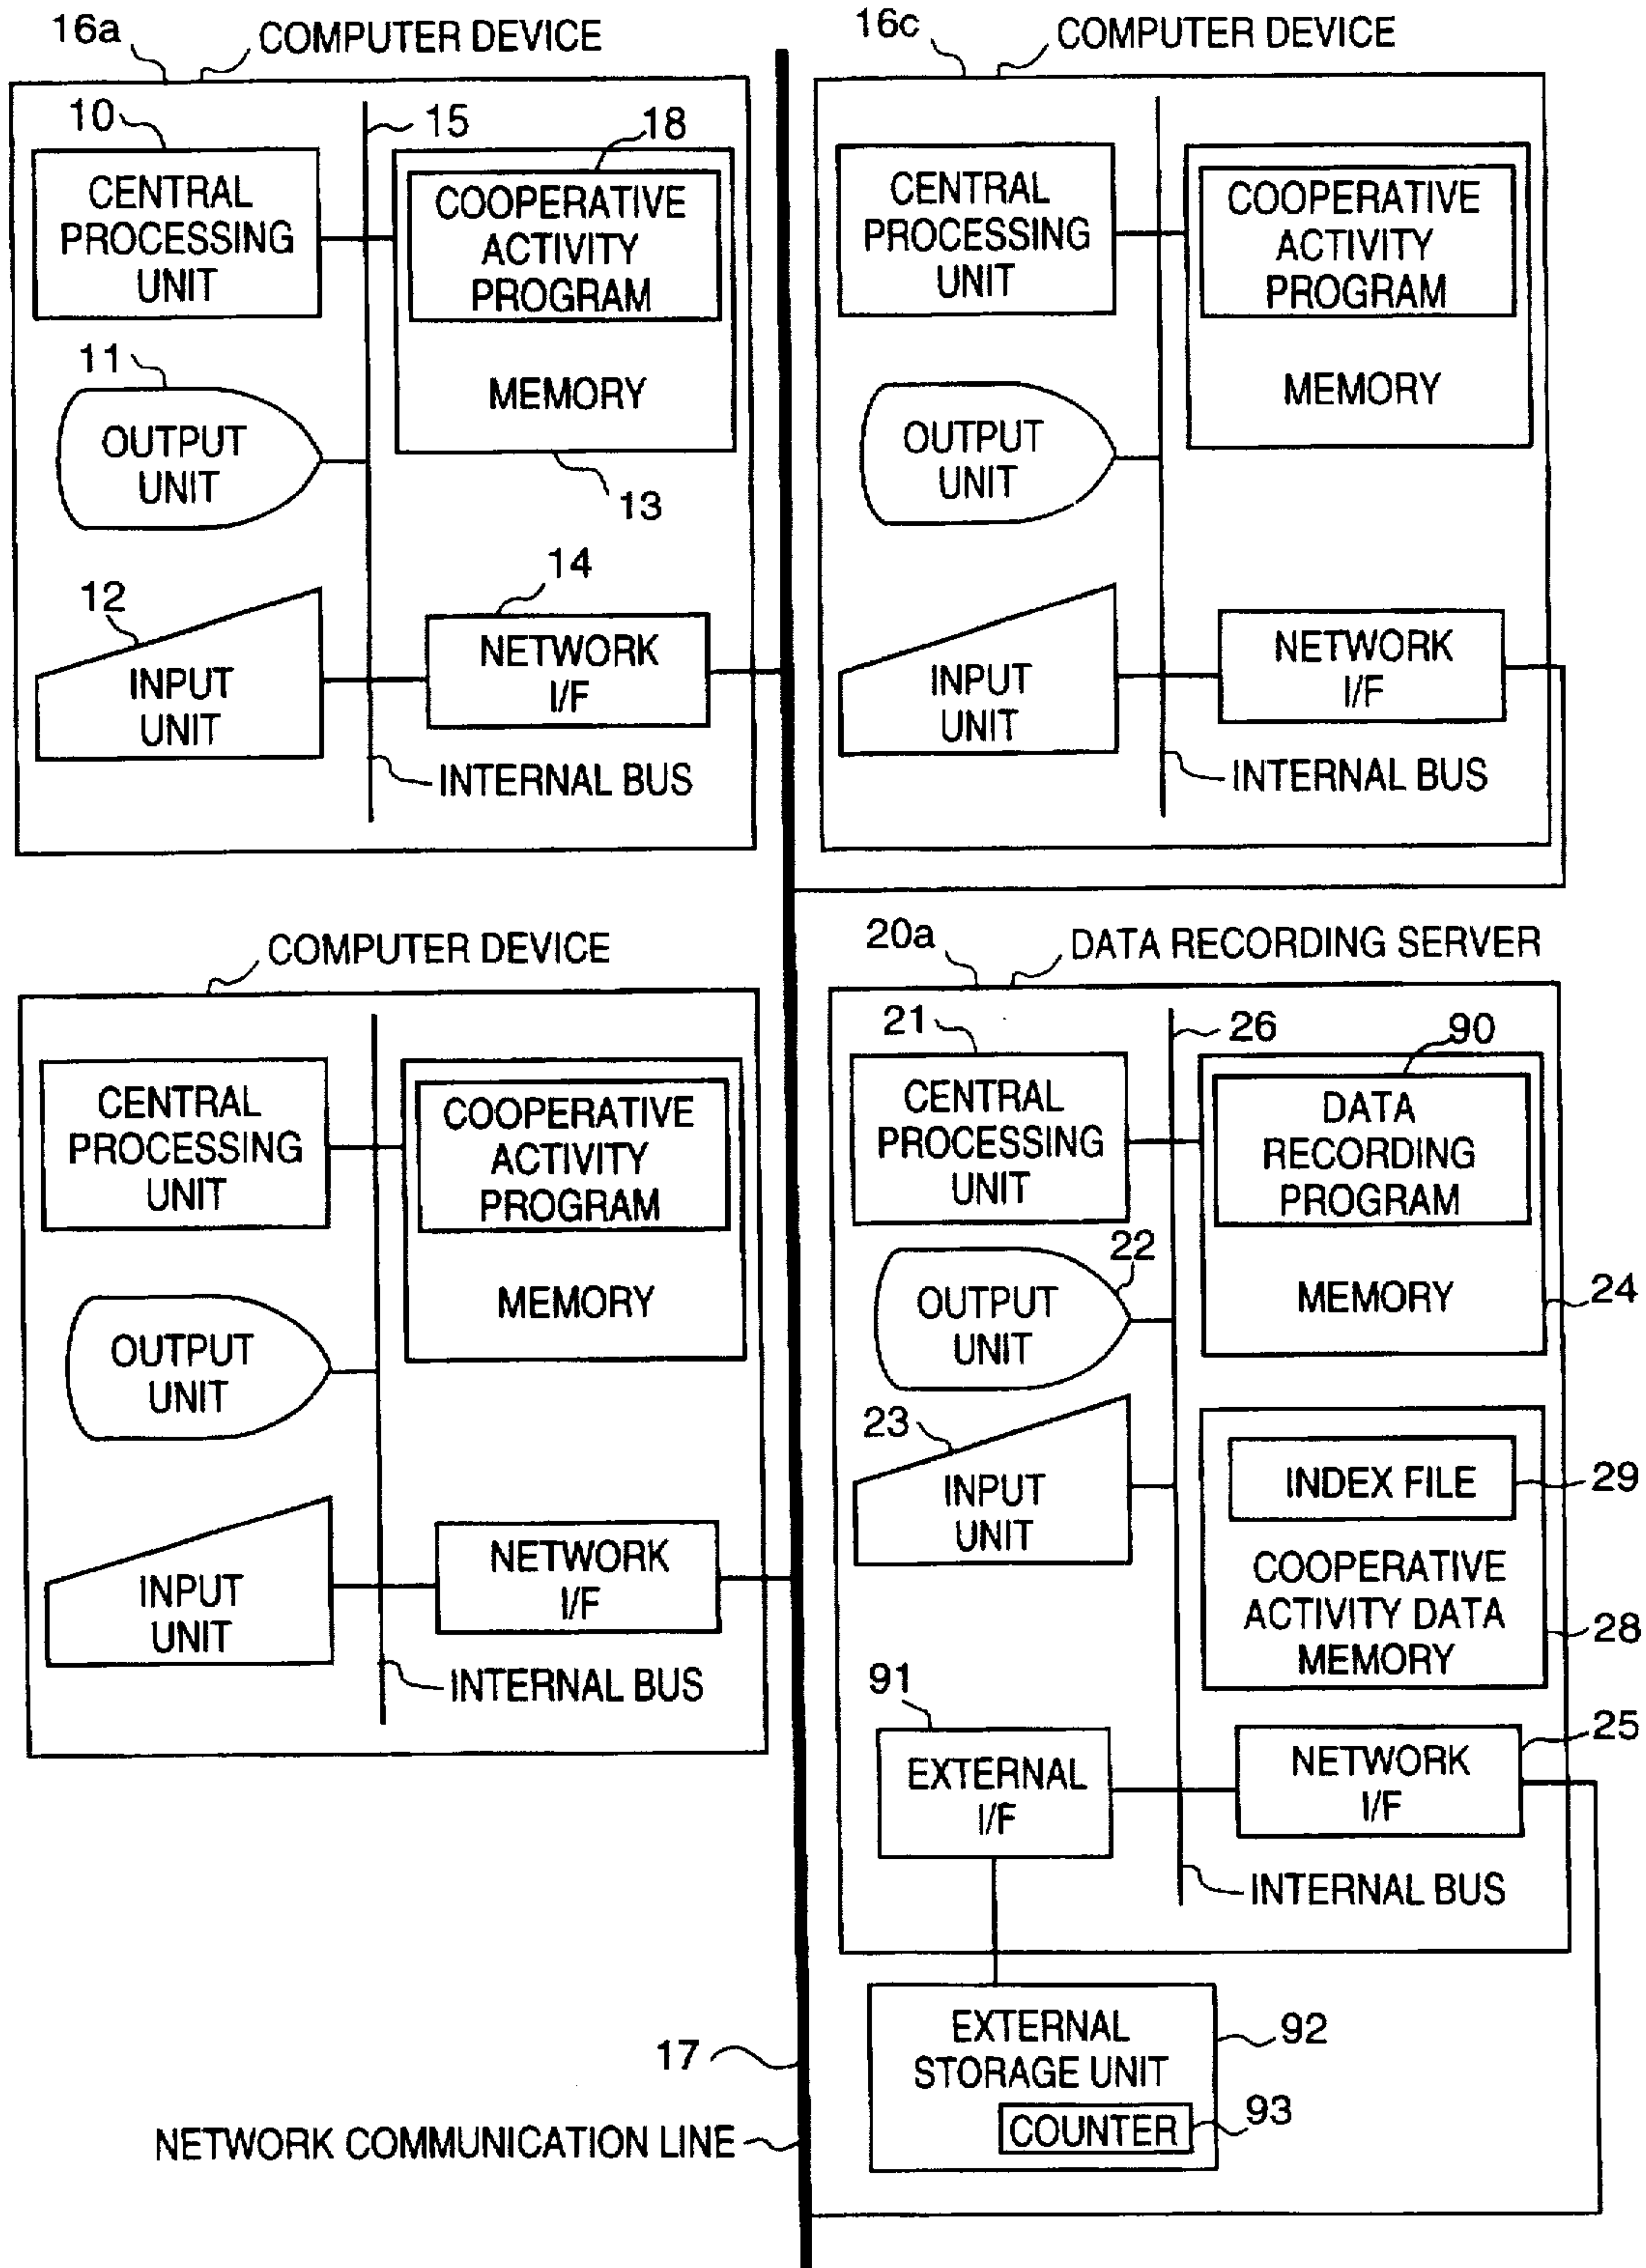 16a
COMPUTER DEVICE
10
15
18
CENTRAL
PROCESSING
UNIT
COOPERATIVE
ACTIVITY
PROGRAM
11
MEMORY
OUTPUT
UNIT
13
12
14
INPUT
UNIT
NETWORK
I/F
INTERNAL BUS
16c
COMPUTER DEVICE
CENTRAL
PROCESSING
UNIT
COOPERATIVE
ACTIVITY
PROGRAM
MEMORY
OUTPUT
UNIT
INPUT
UNIT
NETWORK
I/F
INTERNAL BUS
COMPUTER DEVICE
CENTRAL
PROCESSING
UNIT
COOPERATIVE
ACTIVITY
PROGRAM
MEMORY
OUTPUT
UNIT
INPUT
UNIT
NETWORK
I/F
INTERNAL BUS
20a
DATA RECORDING SERVER
21
26
90
CENTRAL
PROCESSING
UNIT
DATA
RECORDING
PROGRAM
22
OUTPUT
UNIT
MEMORY
24
23
INPUT
UNIT
INDEX FILE
29
COOPERATIVE
ACTIVITY DATA
MEMORY
28
91
25
EXTERNAL
I/F
NETWORK
I/F
INTERNAL BUS
EXTERNAL
STORAGE UNIT
92
COUNTER
93
17
NETWORK COMMUNICATION LINE